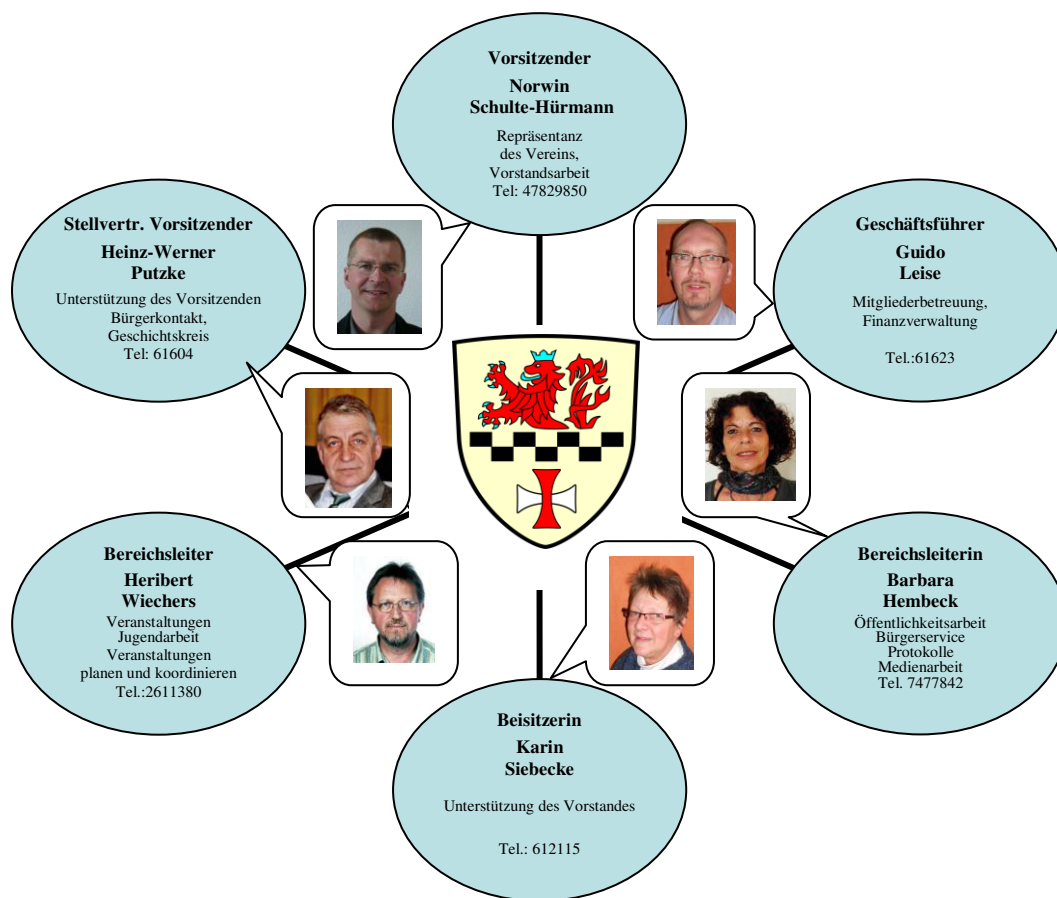 Vorsitzender
Norwin
Schulte-Hürmann
Repräsentanz
des Vereins,
Vorstandsarbeit
Tel: 47829850
Stellvertr. Vorsitzender
Heinz-Werner
Putzke
Unterstützung des Vorsitzenden
Bürgerkontakt,
Geschichtskreis
Tel: 61604
Geschäftsführer
Guido
Leise
Mitgliederbetreuung,
Finanzverwaltung
Tel.:61623
Bereichsleiter
Heribert
Wiechers
Veranstaltungen
Jugendarbeit
Veranstaltungen
planen und koordinieren
Tel.:2611380
Bereichsleiterin
Barbara
Hembeck
Öffentlichkeitsarbeit
Bürgerservice
Protokolle
Medienarbeit
Tel. 7477842
Beisitzerin
Karin
Siebecke
Unterstützung des Vorstandes
Tel.: 612115